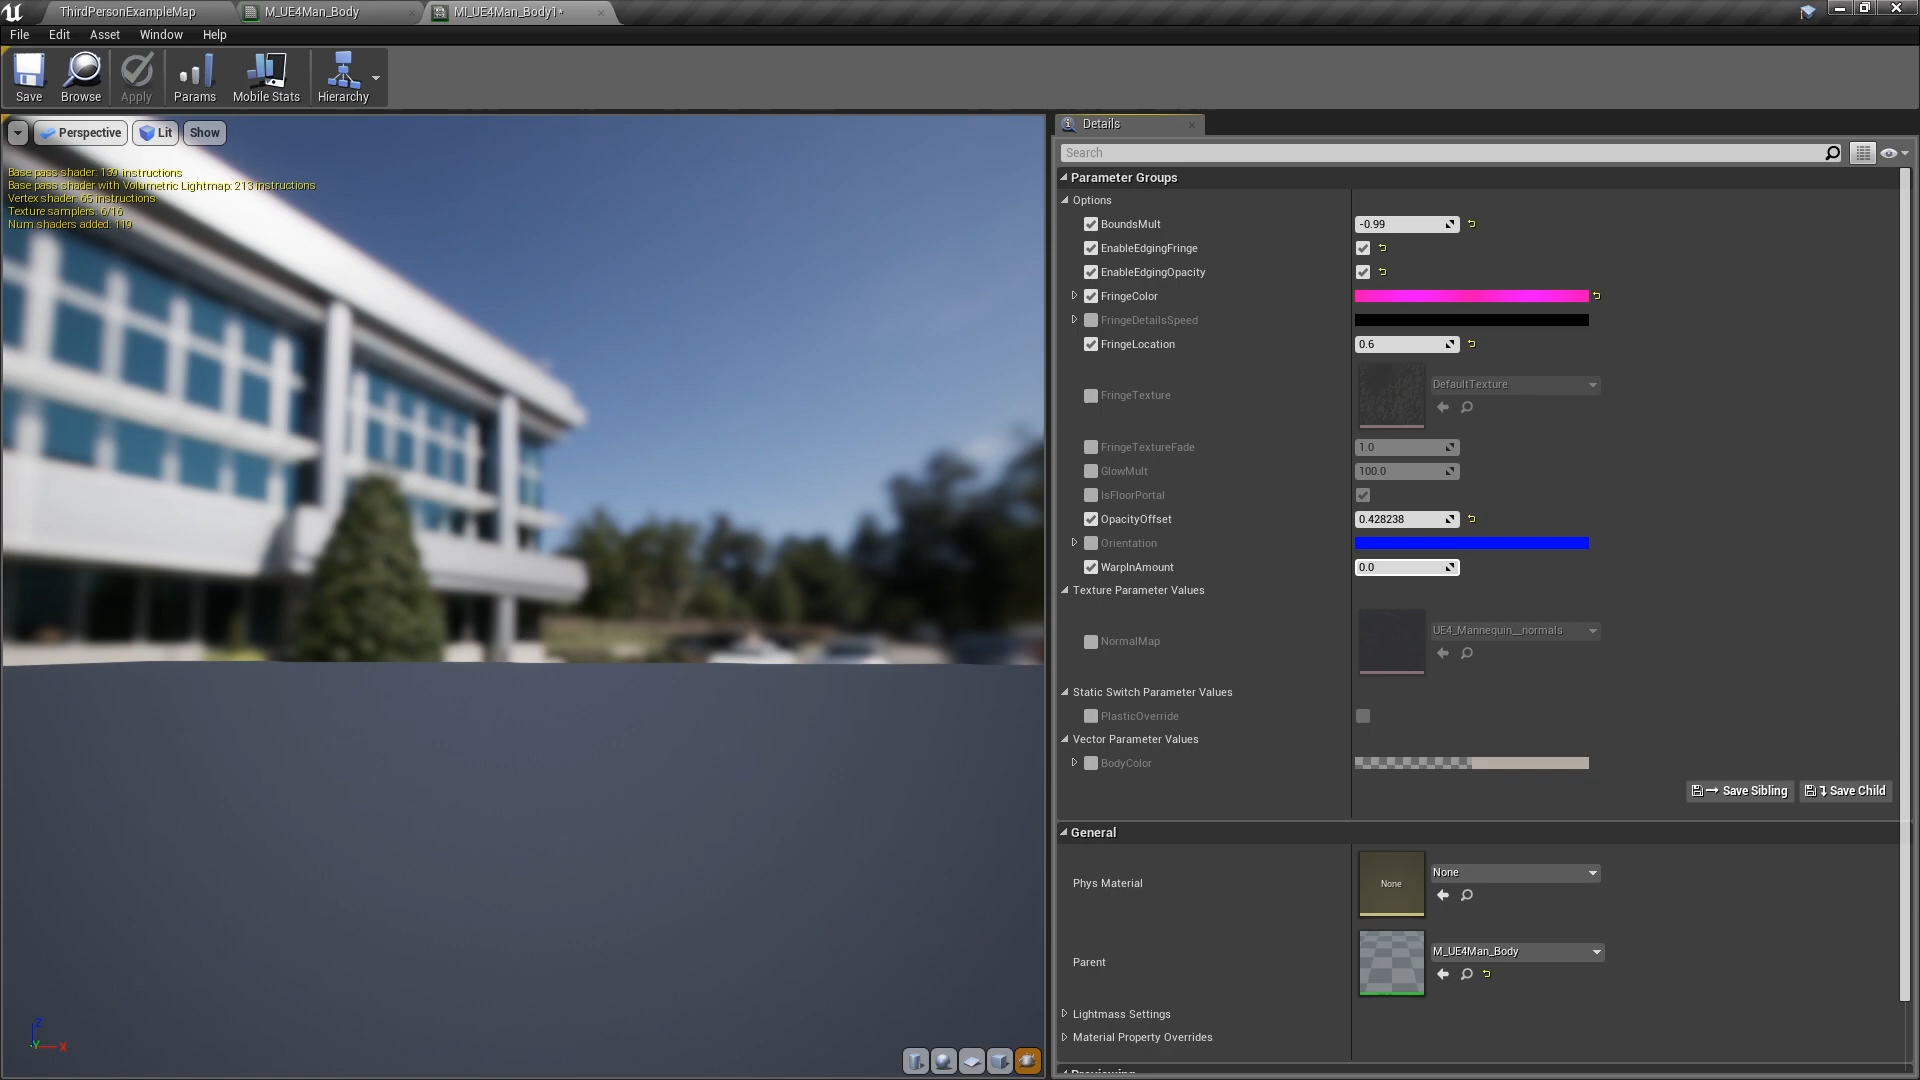 ThirdPersonExampleMap
M_UE4Man_Body
MI_UE4Man_Body1*
File Edit Asset Window Help
Save Browse Apply Params Mobile Stats Hierarchy
Perspective Lit Show
Base pass shader: 139 instructions
Base pass shader with Volumetric Lightmap: 213 instructions
Vertex shader: 65 instructions
Texture samplers: 6/16
Num shaders added: 119
Z
Y
X
Details
Search
Parameter Groups
Options
BoundsMult -0.99
EnableEdgingFringe
EnableEdgingOpacity
FringeColor
FringeDetailsSpeed
FringeLocation 0.6
FringeTexture DefaultTexture
FringeTextureFade 1.0
GlowMult 100.0
IsFloorPortal
OpacityOffset 0.428238
Orientation
WarpInAmount 0.0
Texture Parameter Values
NormalMap UE4_Mannequin__normals
Static Switch Parameter Values
PlasticOverride
Vector Parameter Values
BodyColor
Save Sibling Save Child
General
Phys Material None None
Parent M_UE4Man_Body
Lightmass Settings
Material Property Overrides
Previewing